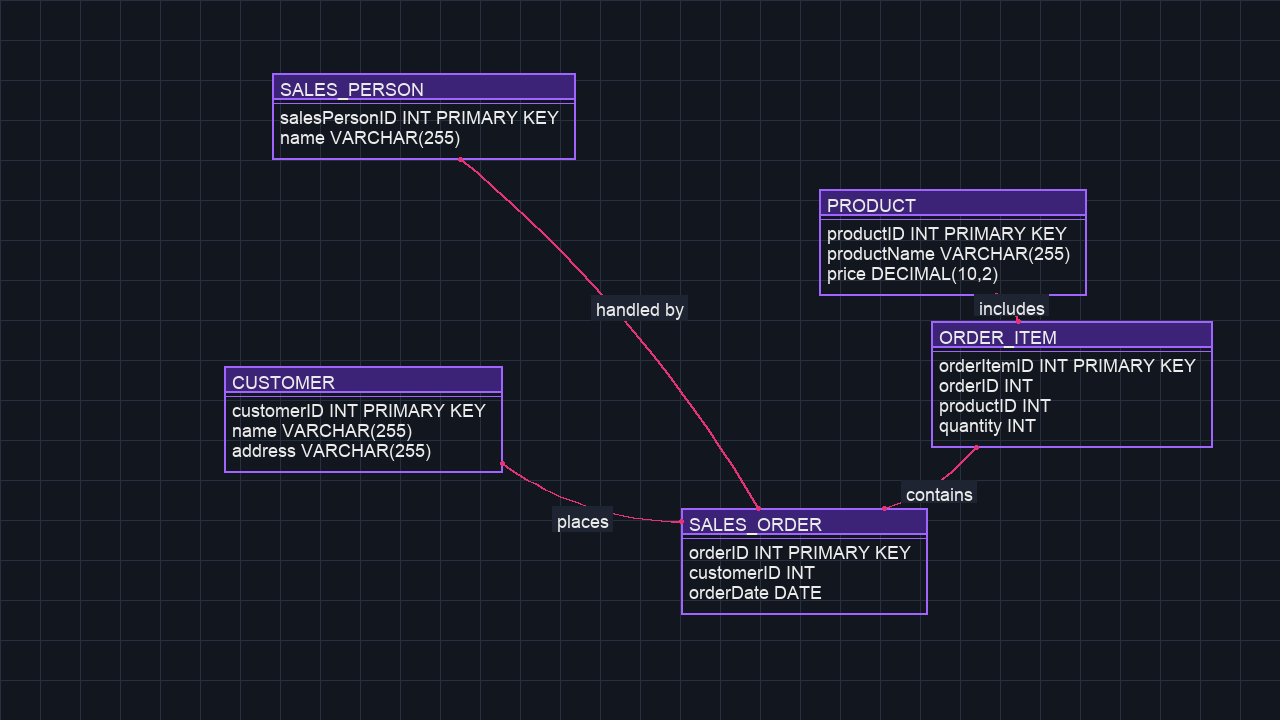 SALES_PERSON
salesPersonID INT PRIMARY KEY
name VARCHAR(255)
PRODUCT
productID INT PRIMARY KEY
productName VARCHAR(255)
price DECIMAL(10,2)
includes
handled by
ORDER_ITEM
orderItemID INT PRIMARY KEY
orderID INT
productID INT
quantity INT
CUSTOMER
customerID INT PRIMARY KEY
name VARCHAR(255)
address VARCHAR(255)
contains
places
SALES_ORDER
orderID INT PRIMARY KEY
customerID INT
orderDate DATE